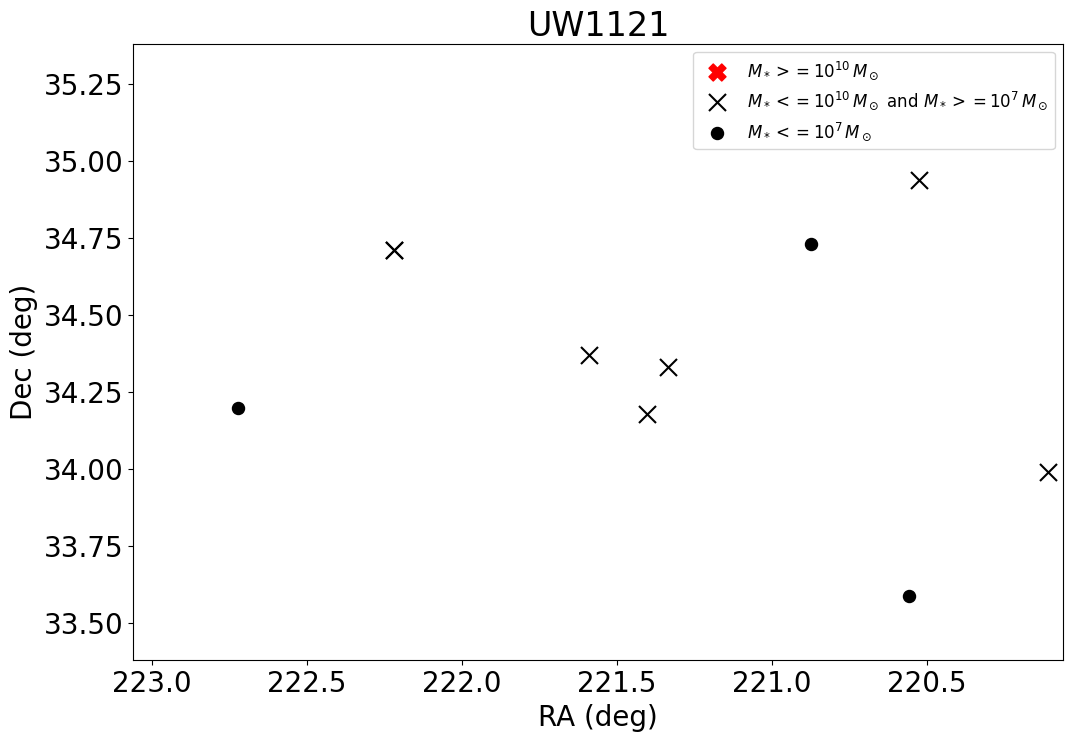 UW1121
M* >= 10^10 M⊙
M* <= 10^10 M⊙ and M* >= 10^7 M⊙
M* <= 10^7 M⊙
35.25
35.00
34.75
34.50
34.25
34.00
33.75
33.50
Dec (deg)
223.0 222.5 222.0 221.5 221.0 220.5
RA (deg)